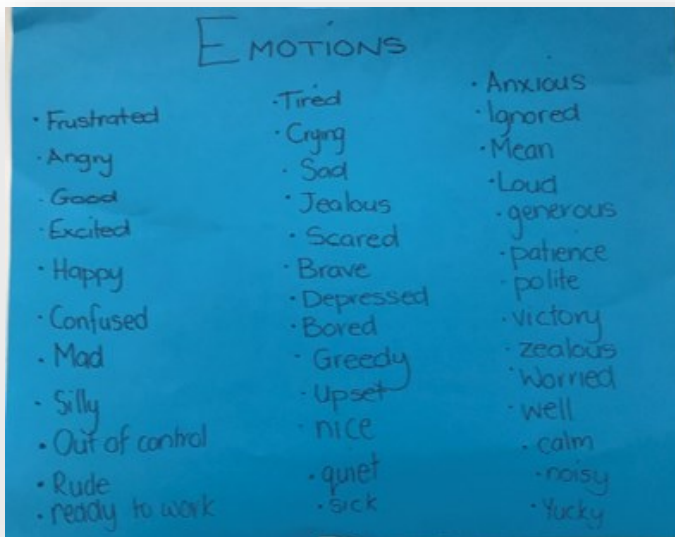 EMOTIONS
· Frustrated
· Angry
· Good
· Excited
· Happy
· Confused
· Mad
· Silly
· Out of control
· Rude
· ready to work
· Tired
· Crying
· Sad
· Jealous
· Scared
· Brave
· Depressed
· Bored
· Greedy
· Upset
· nice
· quiet
· sick
· Anxious
· Ignored
· Mean
· Loud
· generous
· patience
· polite
· victory
· zealous
· Worried
· well
· calm
· noisy
· Yucky